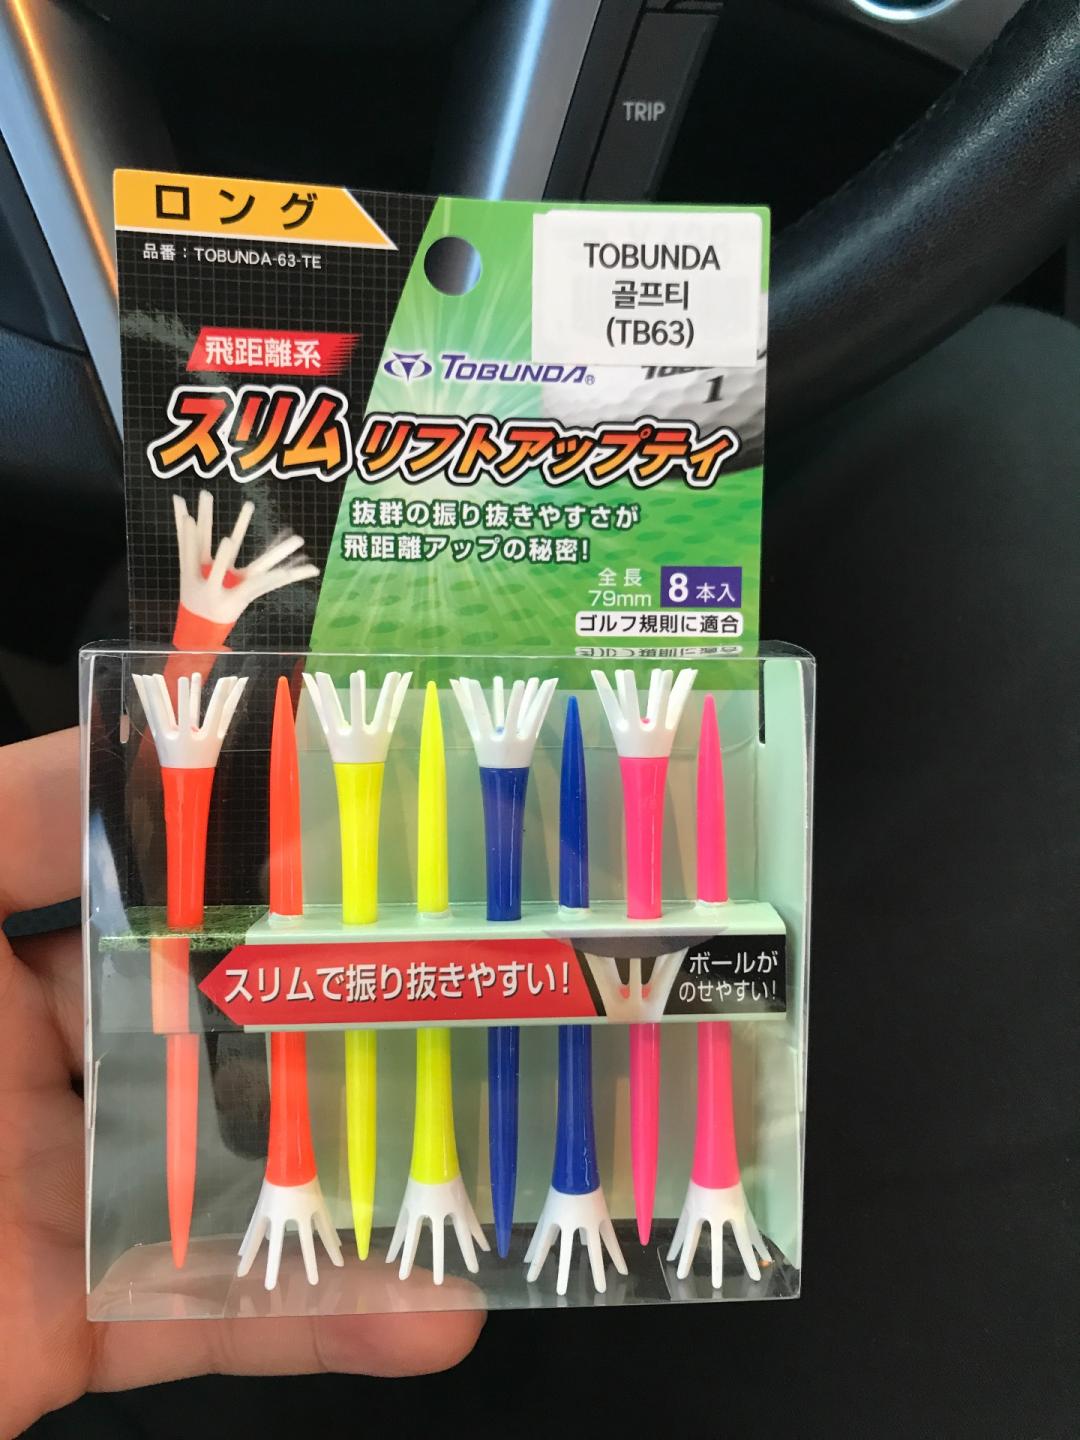 TRIP
ロング
品番：TOBUNDA-63-TE
TOBUNDA
골프티
(TB63)
飛距離系
TOBUNDA®
1
スリムリフトアップティ
抜群の振り抜きやすさが
飛距離アップの秘密!
全長
79mm
8本入
ゴルフ規則に適合
スリムで振り抜きやすい!
ボールが
のせやすい!